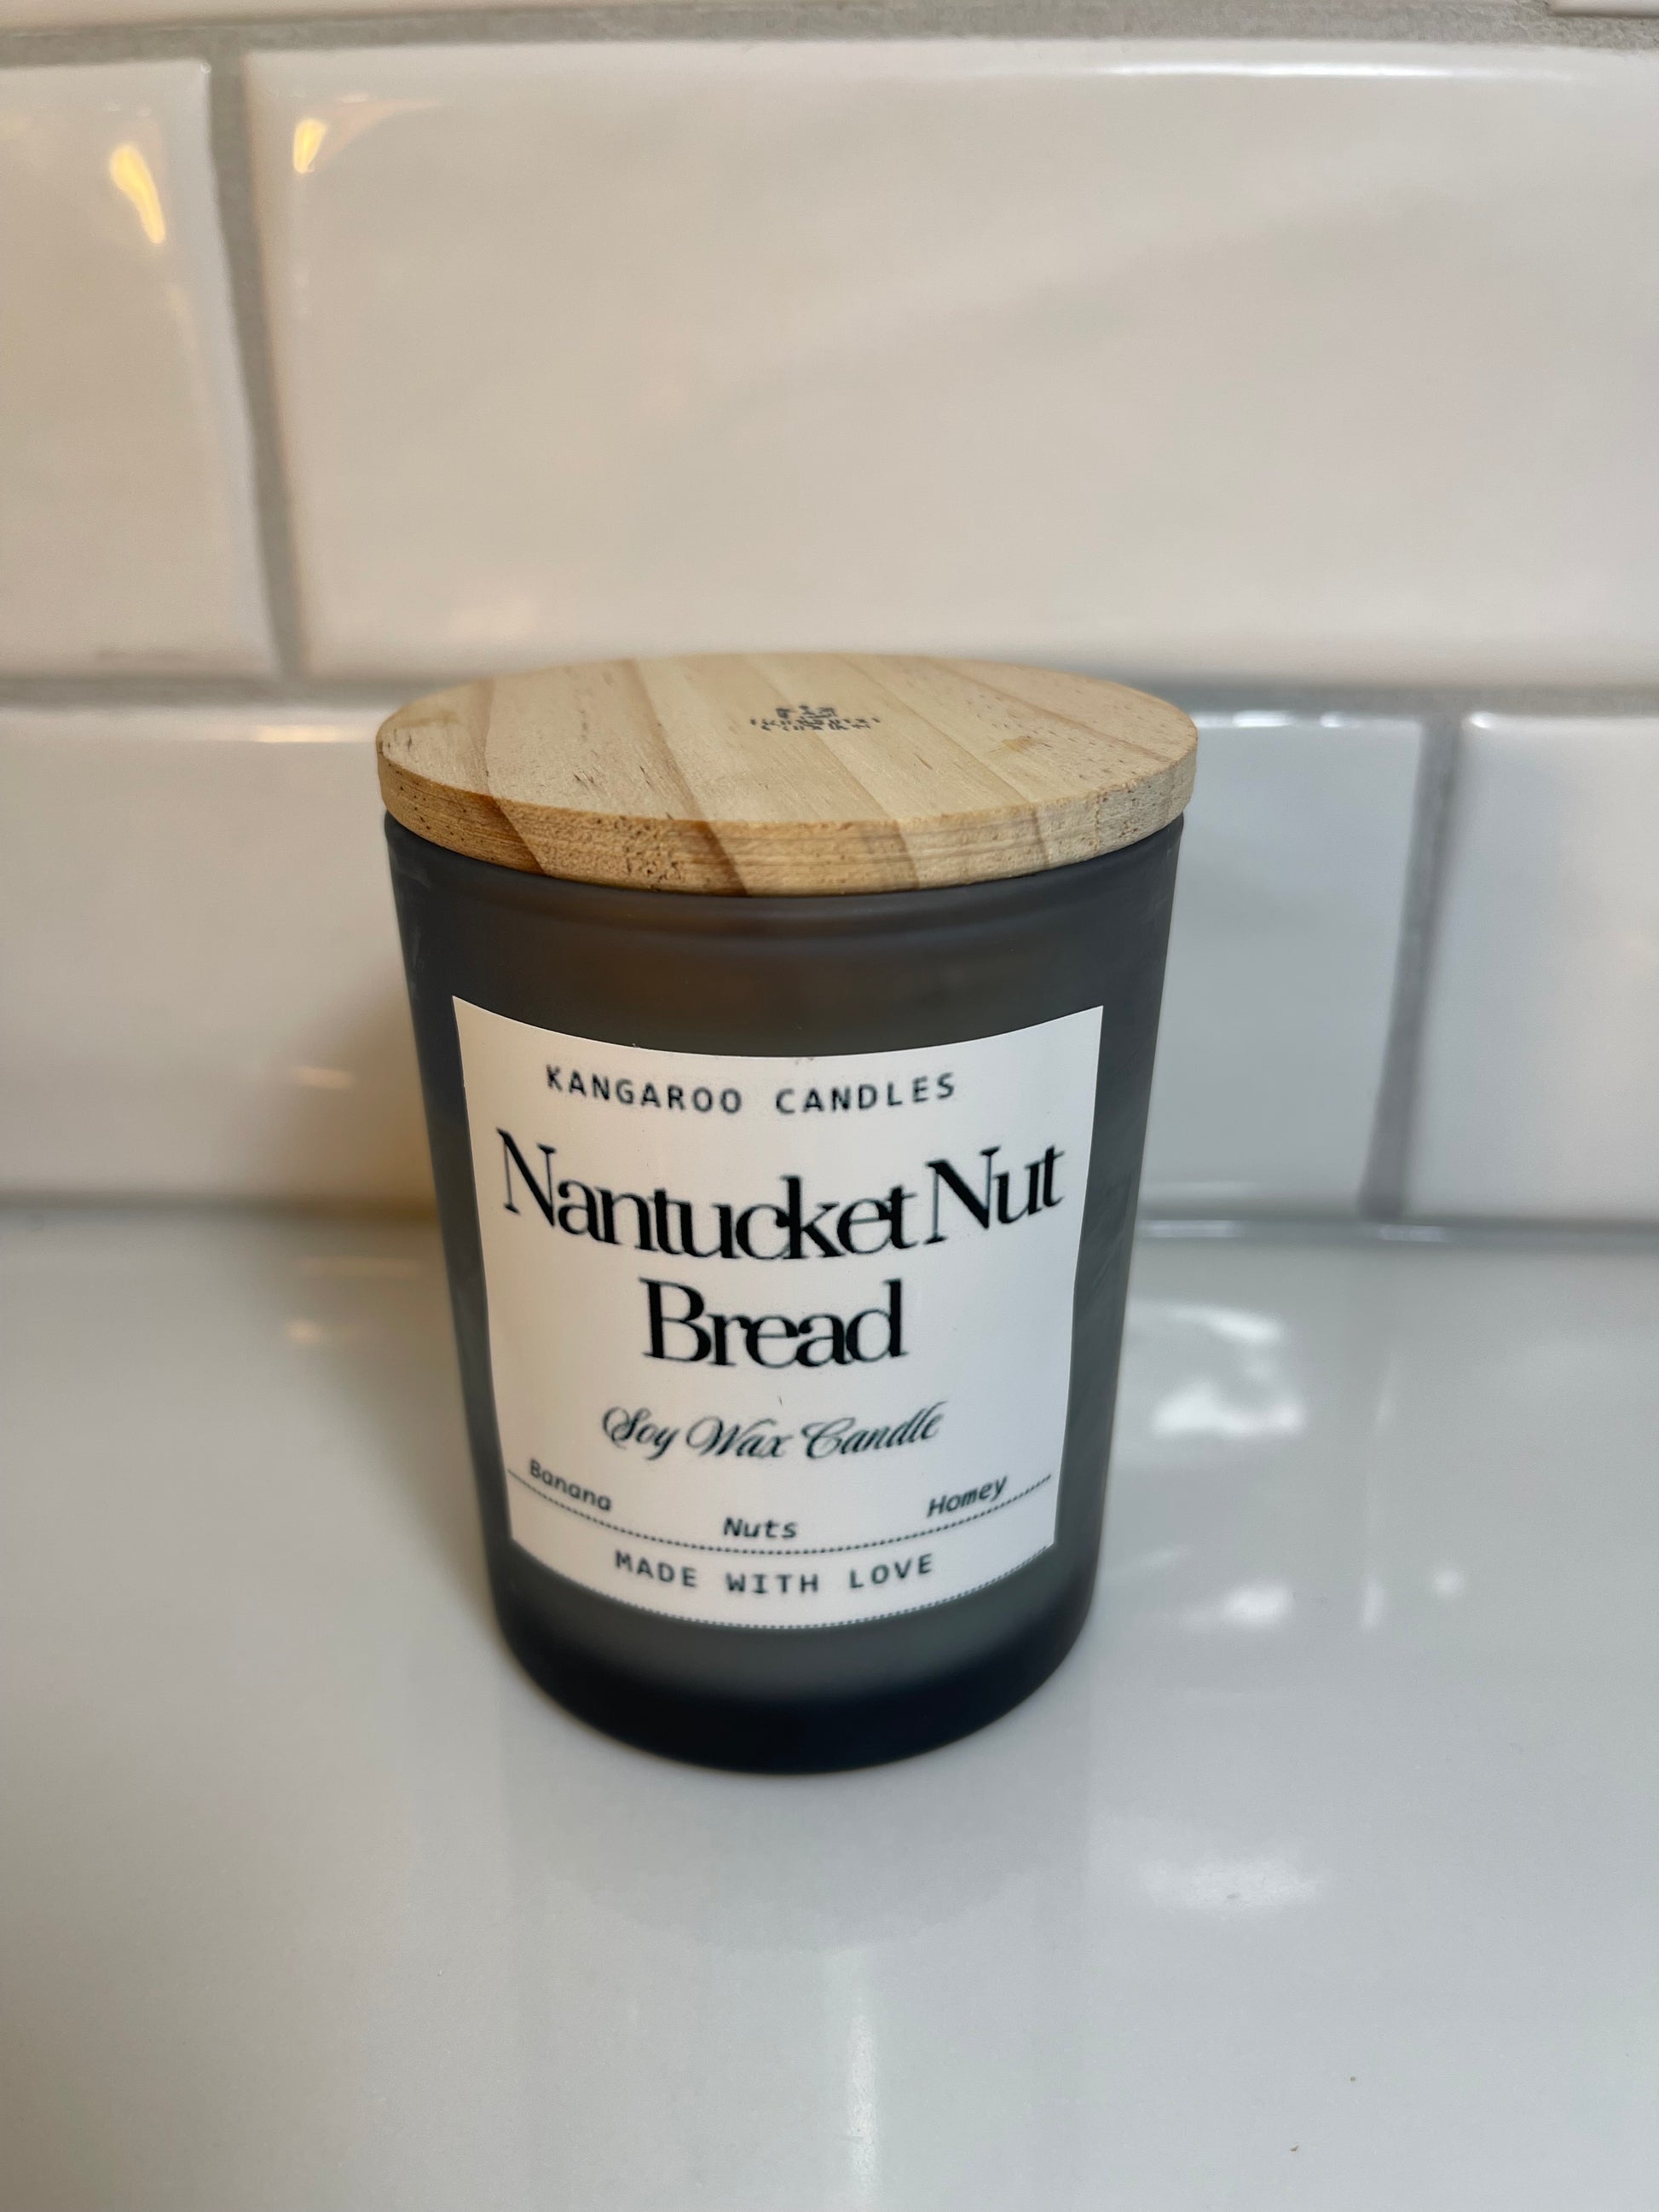 KANGAROO CANDLES
Nantucket Nut
Bread
Soy Wax Candle
Banana Nuts Homey
MADE WITH LOVE